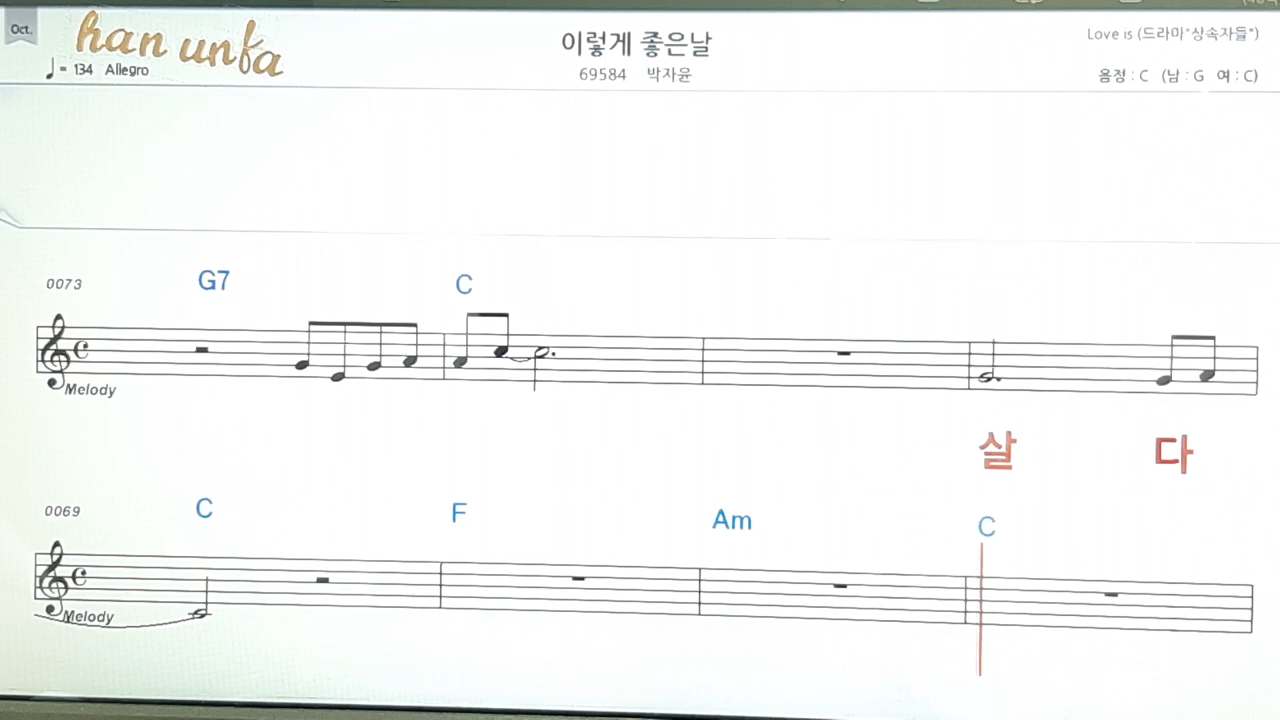 Oct.
han unfa
♩= 134 Allegro
이렇게 좋은날
69584 박자윤
Love is (드라마"상속자들")
음정 : C (남 : G 여 : C)
0073
G7
C
Melody
살 다
0069
C
F
Am
C
Melody